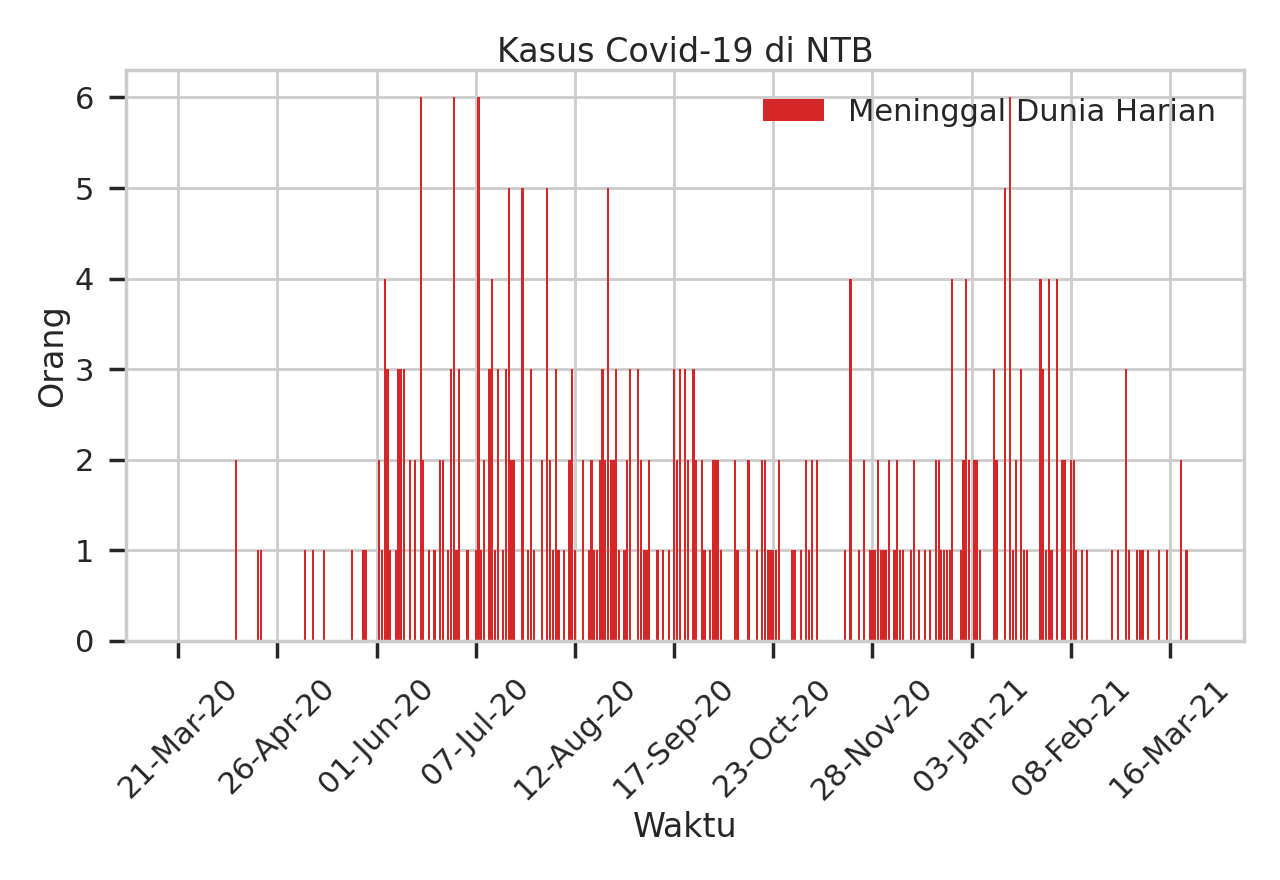 Kasus Covid-19 di NTB
Meninggal Dunia Harian
Orang
6
5
4
3
2
1
0
21-Mar-20
26-Apr-20
01-Jun-20
07-Jul-20
12-Aug-20
17-Sep-20
23-Oct-20
28-Nov-20
03-Jan-21
08-Feb-21
16-Mar-21
Waktu